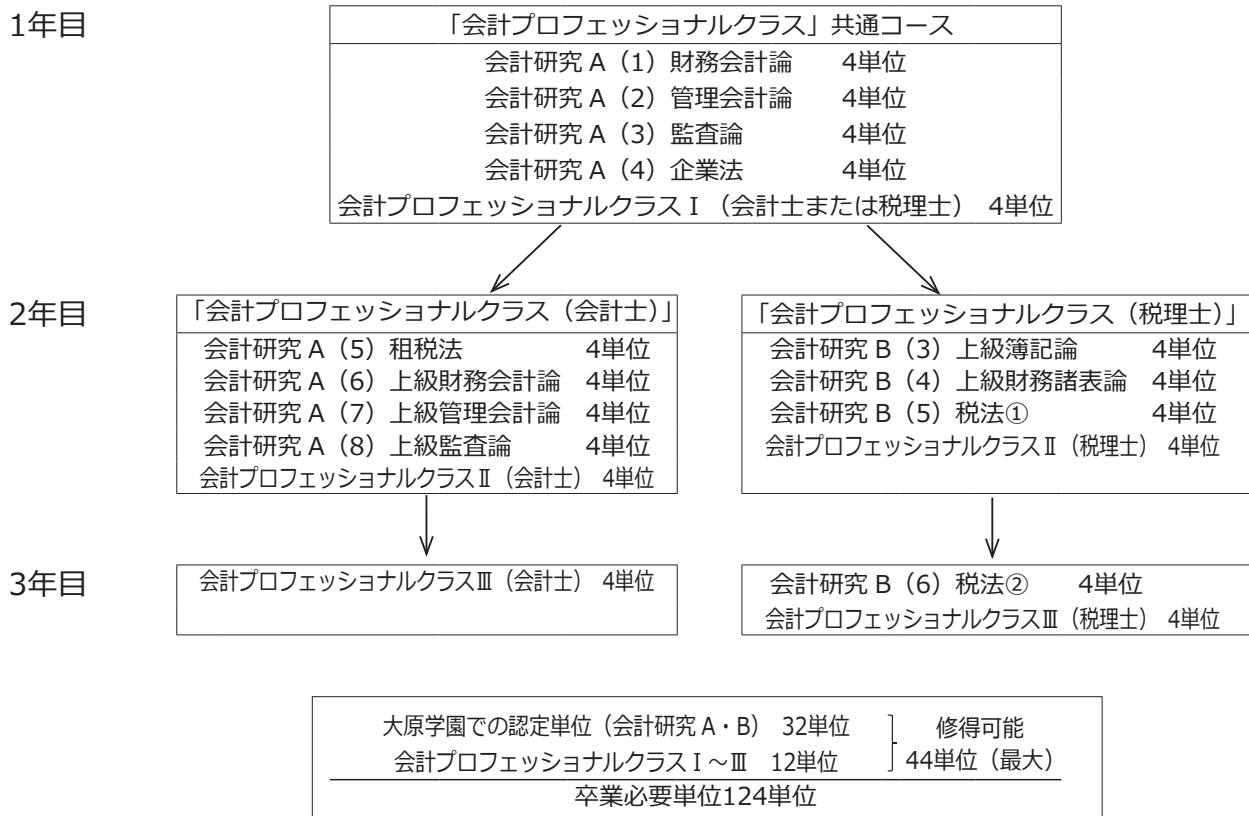 1年目
「会計プロフェッショナルクラス」共通コース
会計研究 A（1）財務会計論　4単位
会計研究 A（2）管理会計論　4単位
会計研究 A（3）監査論　4単位
会計研究 A（4）企業法　4単位
会計プロフェッショナルクラスⅠ（会計士または税理士）　4単位
2年目
「会計プロフェッショナルクラス（会計士）」
会計研究 A（5）租税法　4単位
会計研究 A（6）上級財務会計論　4単位
会計研究 A（7）上級管理会計論　4単位
会計研究 A（8）上級監査論　4単位
会計プロフェッショナルクラスⅡ（会計士）　4単位
「会計プロフェッショナルクラス（税理士）」
会計研究 B（3）上級簿記論　4単位
会計研究 B（4）上級財務諸表論　4単位
会計研究 B（5）税法①　4単位
会計プロフェッショナルクラスⅡ（税理士）　4単位
3年目
会計プロフェッショナルクラスⅢ（会計士）　4単位
会計研究 B（6）税法②　4単位
会計プロフェッショナルクラスⅢ（税理士）　4単位
大原学園での認定単位（会計研究 A・B）　32単位
会計プロフェッショナルクラスⅠ～Ⅲ　12単位
修得可能
44単位（最大）
卒業必要単位124単位